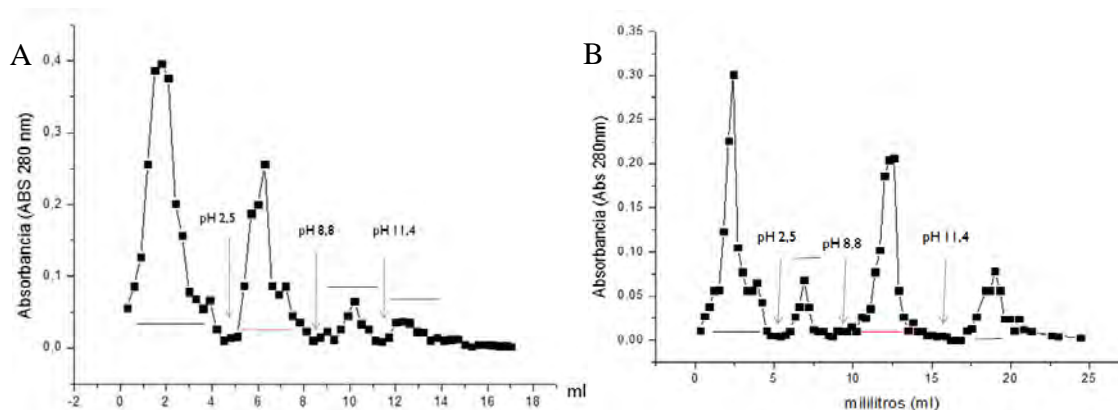 A
Absorbancia (ABS 280 nm)
0,4
0,3
0,2
0,1
0,0
pH 2,5
pH 8,8
pH 11,4
0 2 4 6 8 10 12 14 16 18 ml
B
Absorbancia (Abs 280nm)
0,35
0,30
0,25
0,20
0,15
0,10
0,05
0,00
pH 2,5
pH 8,8
pH 11,4
0 5 10 15 20 25
mililitros (ml)